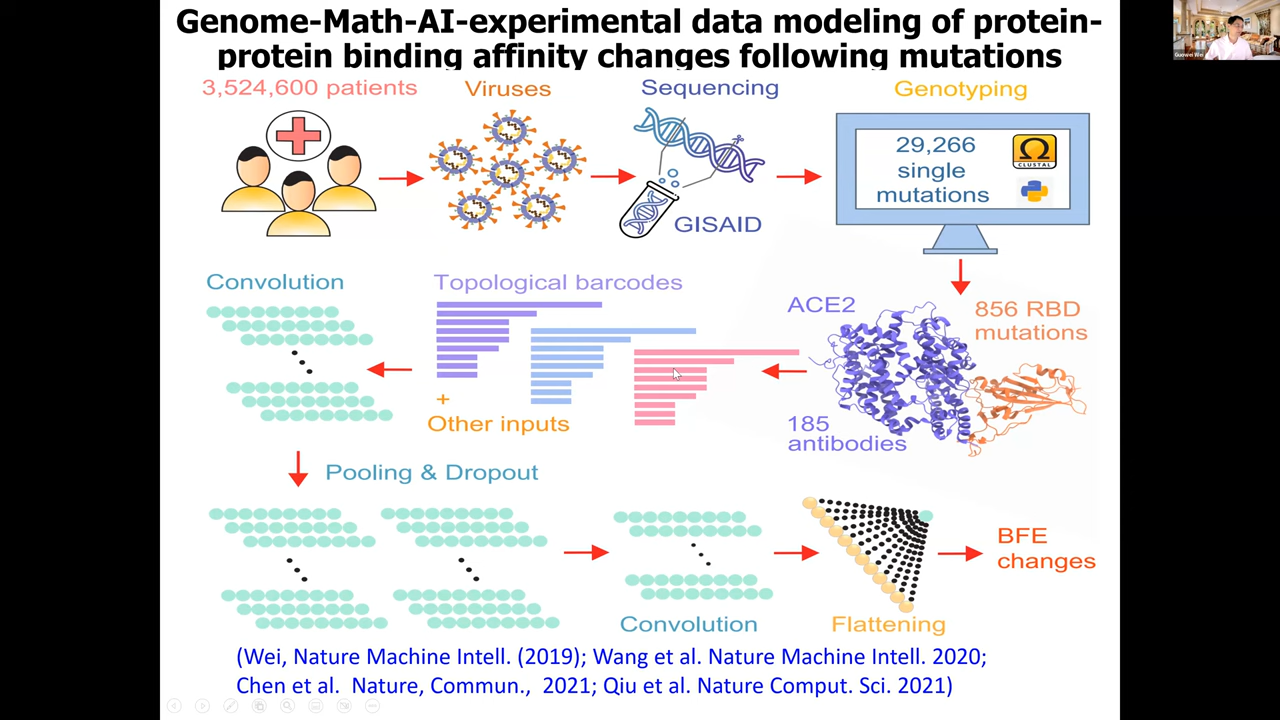 Genome-Math-AI-experimental data modeling of protein-
protein binding affinity changes following mutations
Guowei Wei
3,524,600 patients
Viruses
Sequencing
Genotyping
29,266
single
mutations
CLUSTAL
GISAID
Convolution
Topological barcodes
ACE2
856 RBD
mutations
+
Other inputs
185
antibodies
Pooling & Dropout
BFE
changes
Convolution
Flattening
(Wei, Nature Machine Intell. (2019); Wang et al. Nature Machine Intell. 2020;
Chen et al. Nature, Commun., 2021; Qiu et al. Nature Comput. Sci. 2021)